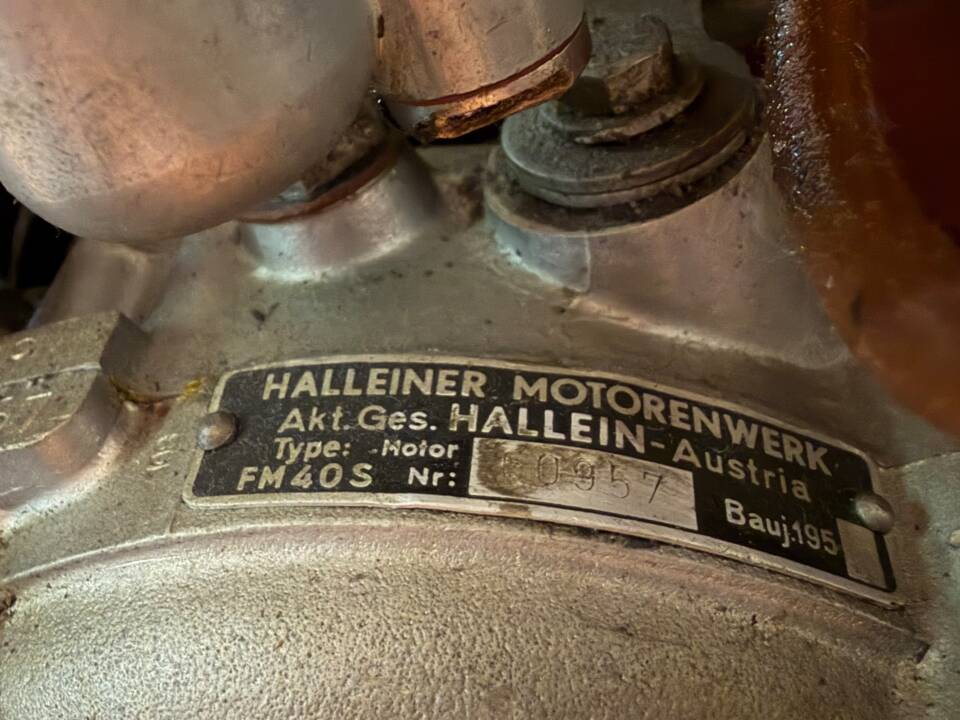 HALLEINER MOTORENWERK
Akt. Ges. HALLEIN-Austria
Type: Motor
FM40S Nr: Bauj. 195